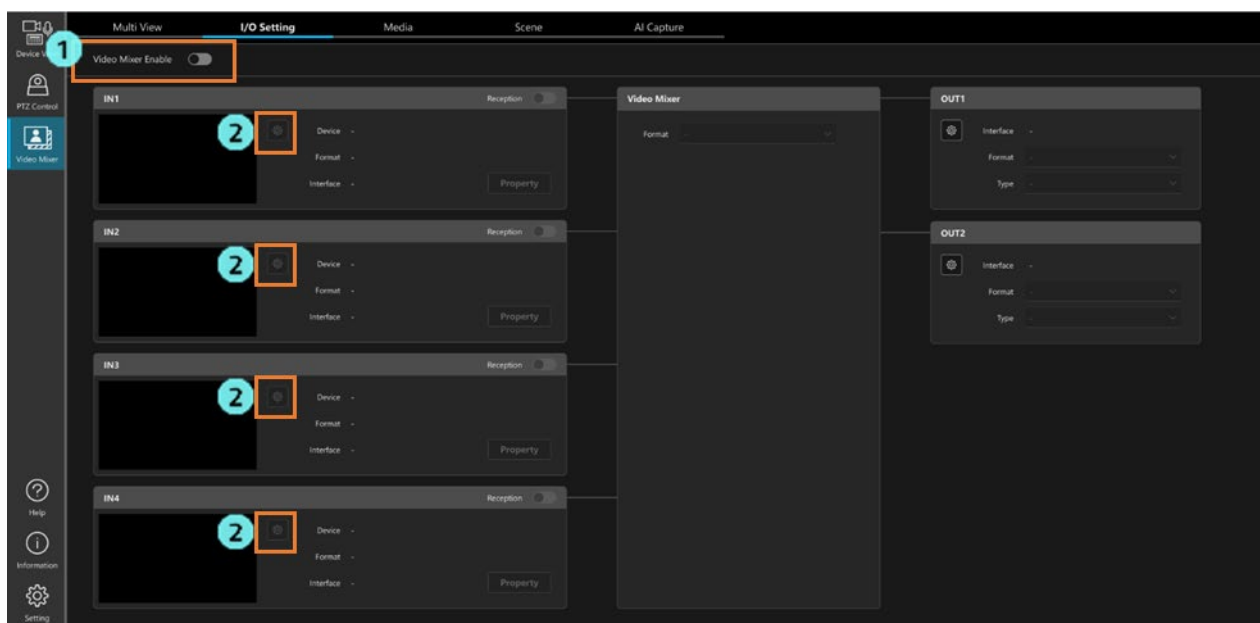 Multi View
I/O Setting
Media
Scene
AI Capture
Device V
1
Video Mixer Enable
PTZ Control
Video Mixer
IN1
Reception
2
Device -
Format -
Interface -
Property
IN2
Reception
2
Device -
Format -
Interface -
Property
IN3
Reception
2
Device -
Format -
Interface -
Property
IN4
Reception
2
Device -
Format -
Interface -
Property
Video Mixer
Format -
OUT1
Interface -
Format -
Type -
OUT2
Interface -
Format -
Type -
Help
Information
Setting